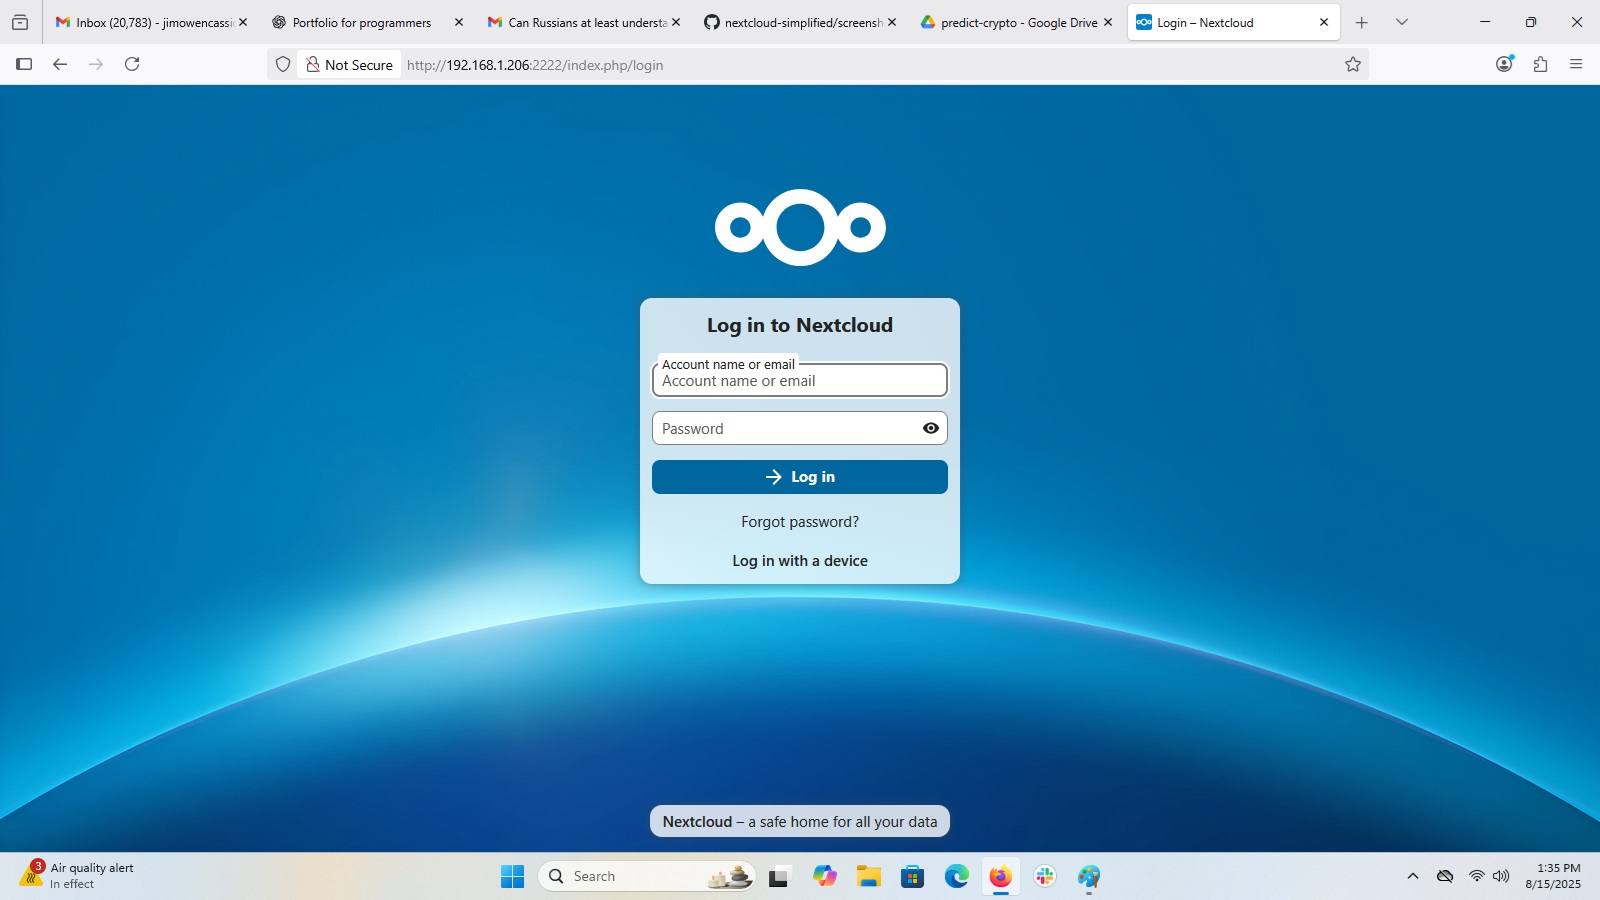 Inbox (20,783) - jimowencassi
Portfolio for programmers
Can Russians at least understa
nextcloud-simplified/screensh
predict-crypto - Google Drive
Login – Nextcloud
Not Secure
http://192.168.1.206:2222/index.php/login
Log in to Nextcloud
Account name or email
Account name or email
Password
Log in
Forgot password?
Log in with a device
Nextcloud – a safe home for all your data
3
Air quality alert
In effect
Search
1:35 PM
8/15/2025